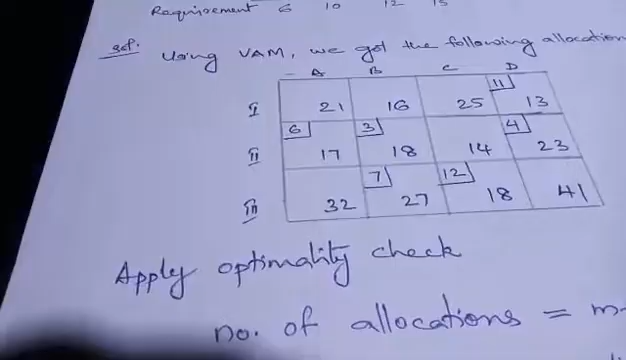 Requirement 6 10 12 15
Sol. Using VAM, we got the following allocation
A B C D
I 21 16 25 11 13
II 6 17 3 18 14 4 23
III 32 7 27 12 18 41
Apply optimality check
no. of allocations = m